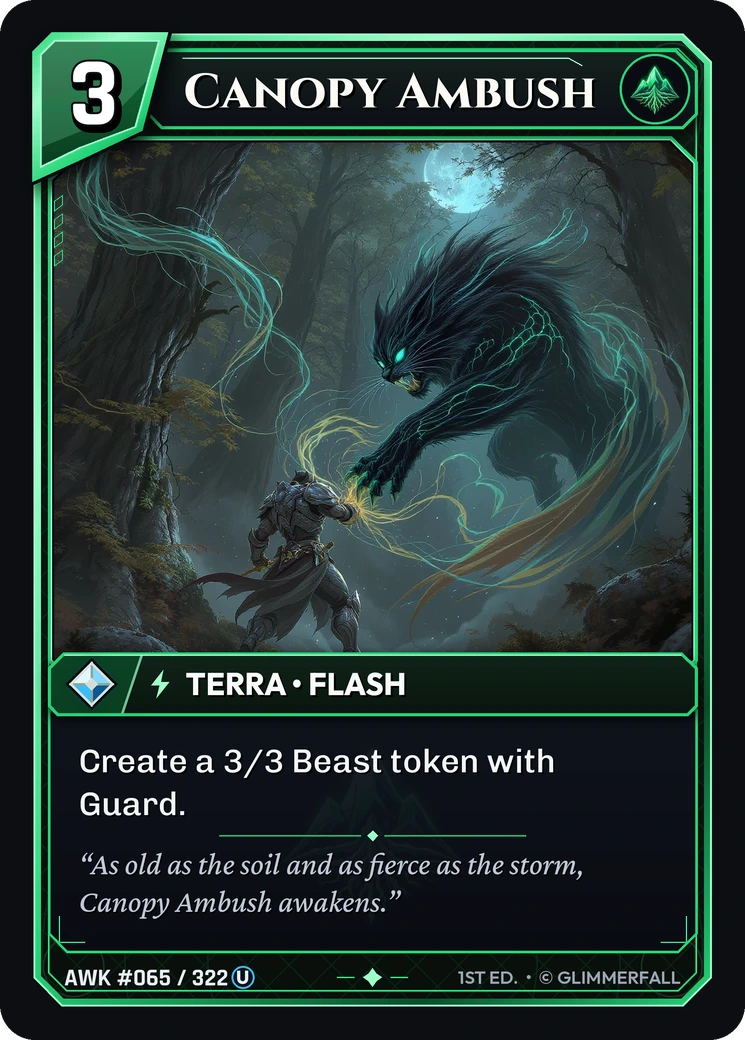 3
CANOPY AMBUSH
TERRA • FLASH
Create a 3/3 Beast token with
Guard.
“As old as the soil and as fierce as the storm,
Canopy Ambush awakens.”
AWK #065 / 322 U
1ST ED. • © GLIMMERFALL